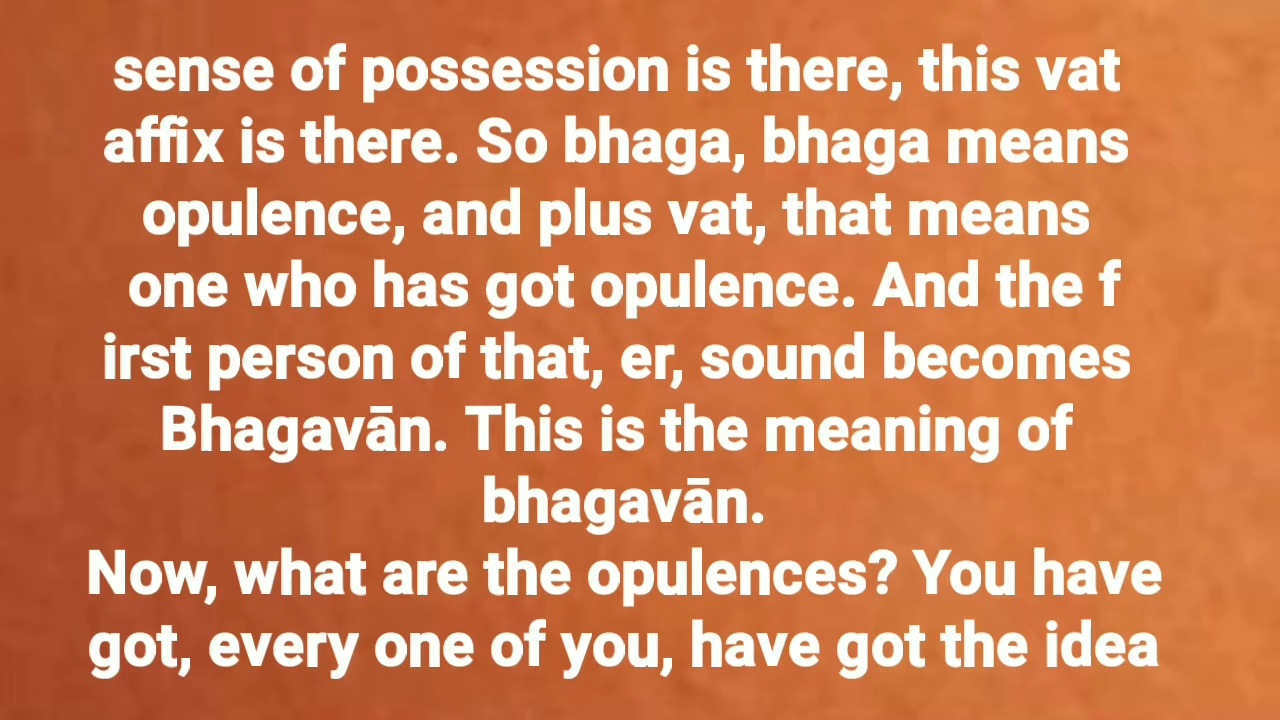 sense of possession is there, this vat
affix is there. So bhaga, bhaga means
opulence, and plus vat, that means
one who has got opulence. And the f
irst person of that, er, sound becomes
Bhagavān. This is the meaning of
bhagavān.
Now, what are the opulences? You have
got, every one of you, have got the idea